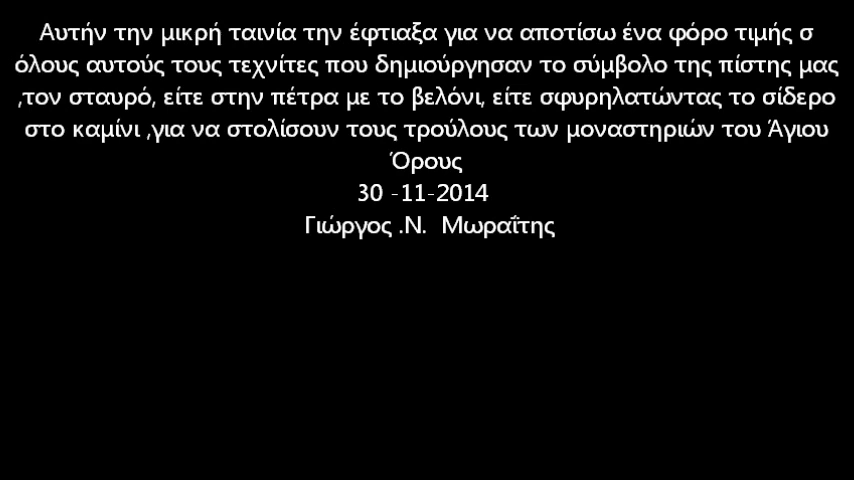 Αυτήν την μικρή ταινία την έφτιαξα για να αποτίσω ένα φόρο τιμής σ
όλους αυτούς τους τεχνίτες που δημιούργησαν το σύμβολο της πίστης μας
,τον σταυρό, είτε στην πέτρα με το βελόνι, είτε σφυρηλατώντας το σίδερο
στο καμίνι ,για να στολίσουν τους τρούλους των μοναστηριών του Άγιου
Όρους
30 -11-2014
Γιώργος .Ν.  Μωραΐτης